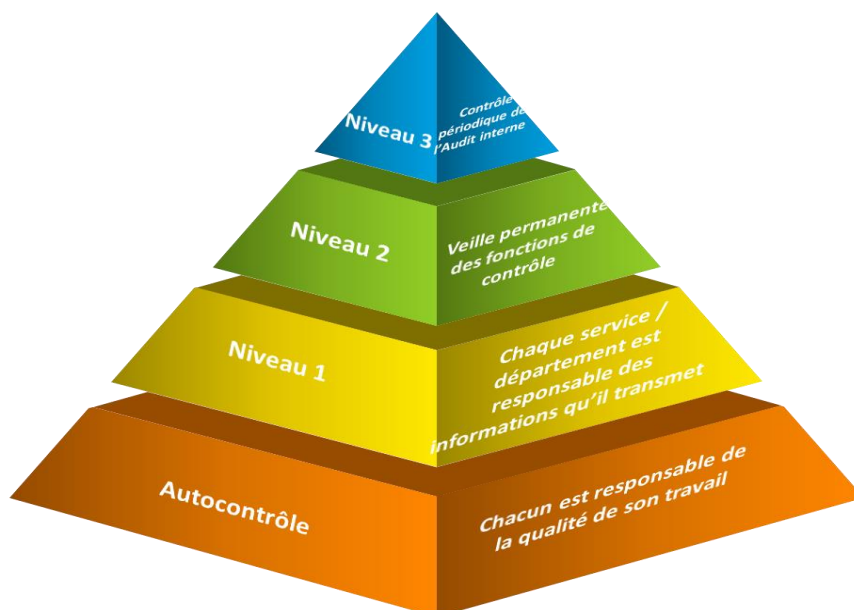 Niveau 3
Contrôle
périodique de
l'Audit interne
Niveau 2
Veille permanente
des fonctions de
contrôle
Niveau 1
Chaque service /
département est
responsable des
informations qu'il transmet
Autocontrôle
Chacun est responsable de
la qualité de son travail